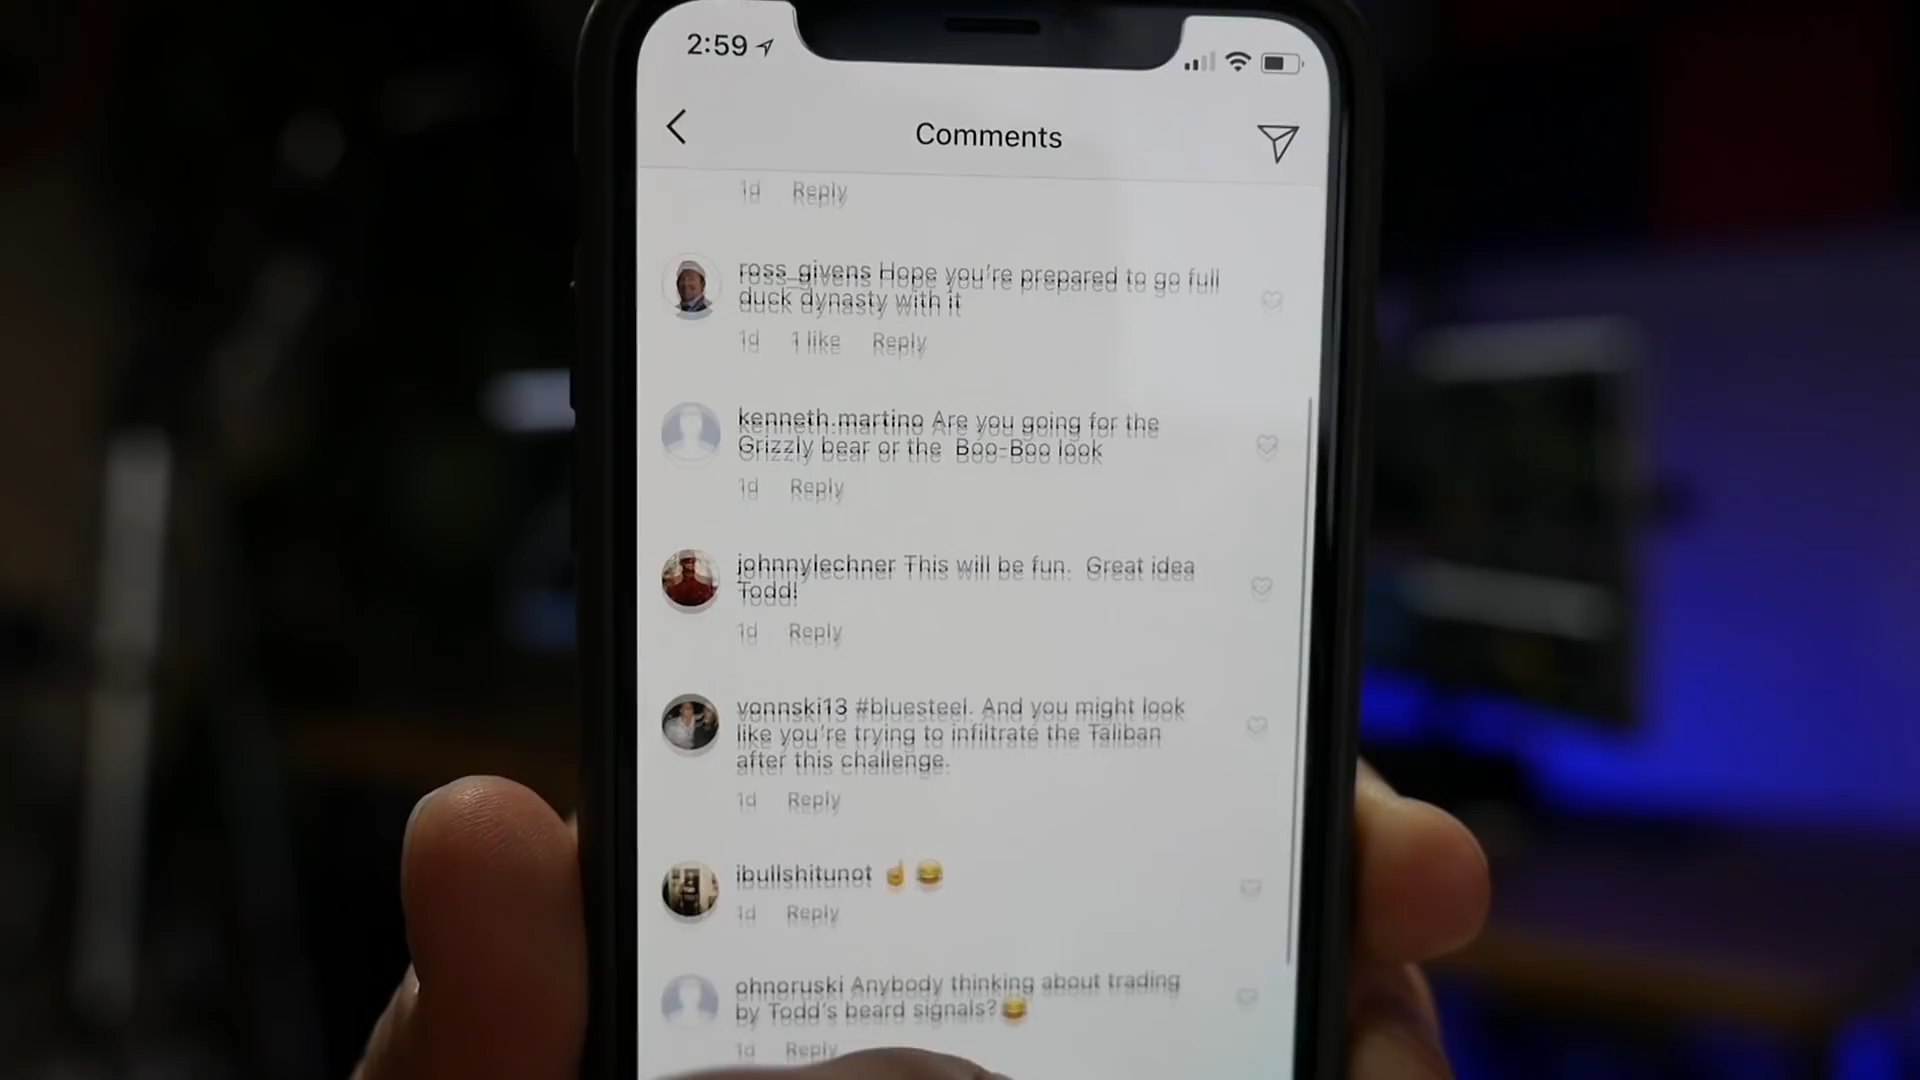 2:59
Comments
1d Reply
ross_givens Hope you're prepared to go full
duck dynasty with it
1d 1 like Reply
kenneth.martino Are you going for the
Grizzly bear or the Boo-Boo look
1d Reply
johnnylechner This will be fun. Great idea
Todd!
1d Reply
vonnski13 #bluesteel. And you might look
like you're trying to infiltrate the Taliban
after this challenge.
1d Reply
ibullshitunot ☝️ 😂
1d Reply
ohnoruski Anybody thinking about trading
by Todd's beard signals?😂
1d Reply